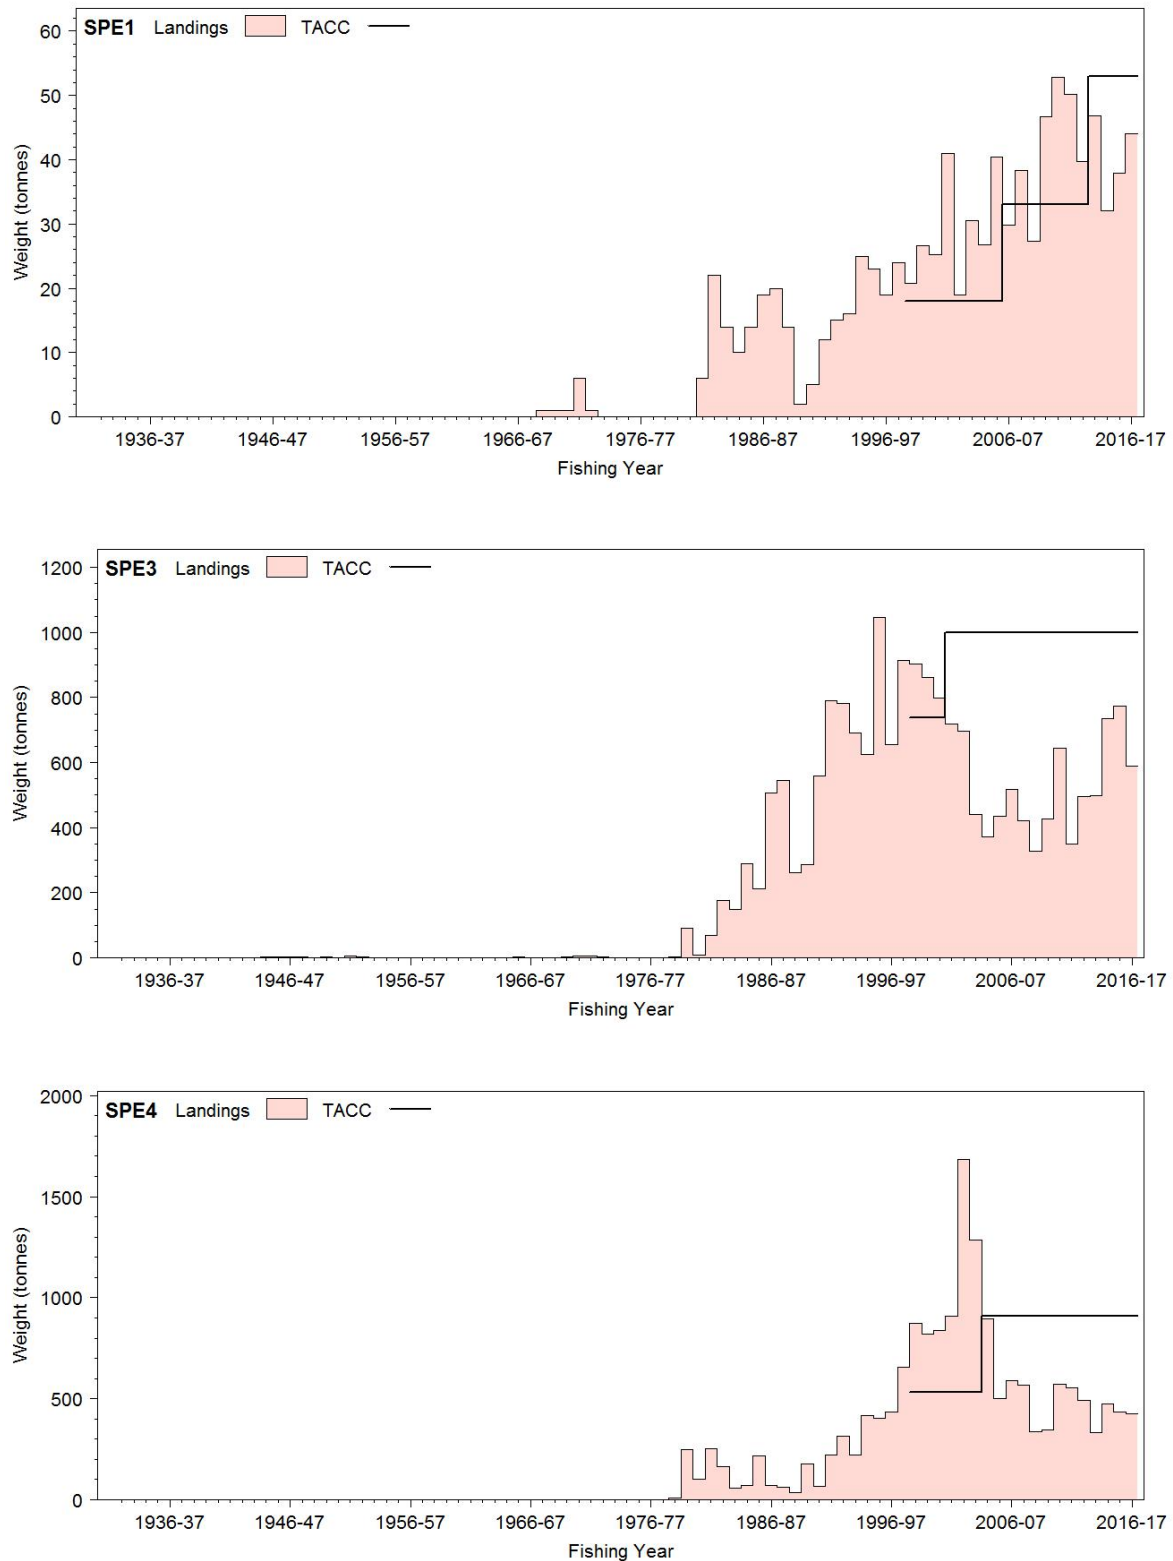 SPE1 Landings TACC
60
50
40
30
20
10
0
Weight (tonnes)
1936-37 1946-47 1956-57 1966-67 1976-77 1986-87 1996-97 2006-07 2016-17
Fishing Year
SPE3 Landings TACC
1200
1000
800
600
400
200
0
Weight (tonnes)
1936-37 1946-47 1956-57 1966-67 1976-77 1986-87 1996-97 2006-07 2016-17
Fishing Year
SPE4 Landings TACC
2000
1500
1000
500
0
Weight (tonnes)
1936-37 1946-47 1956-57 1966-67 1976-77 1986-87 1996-97 2006-07 2016-17
Fishing Year